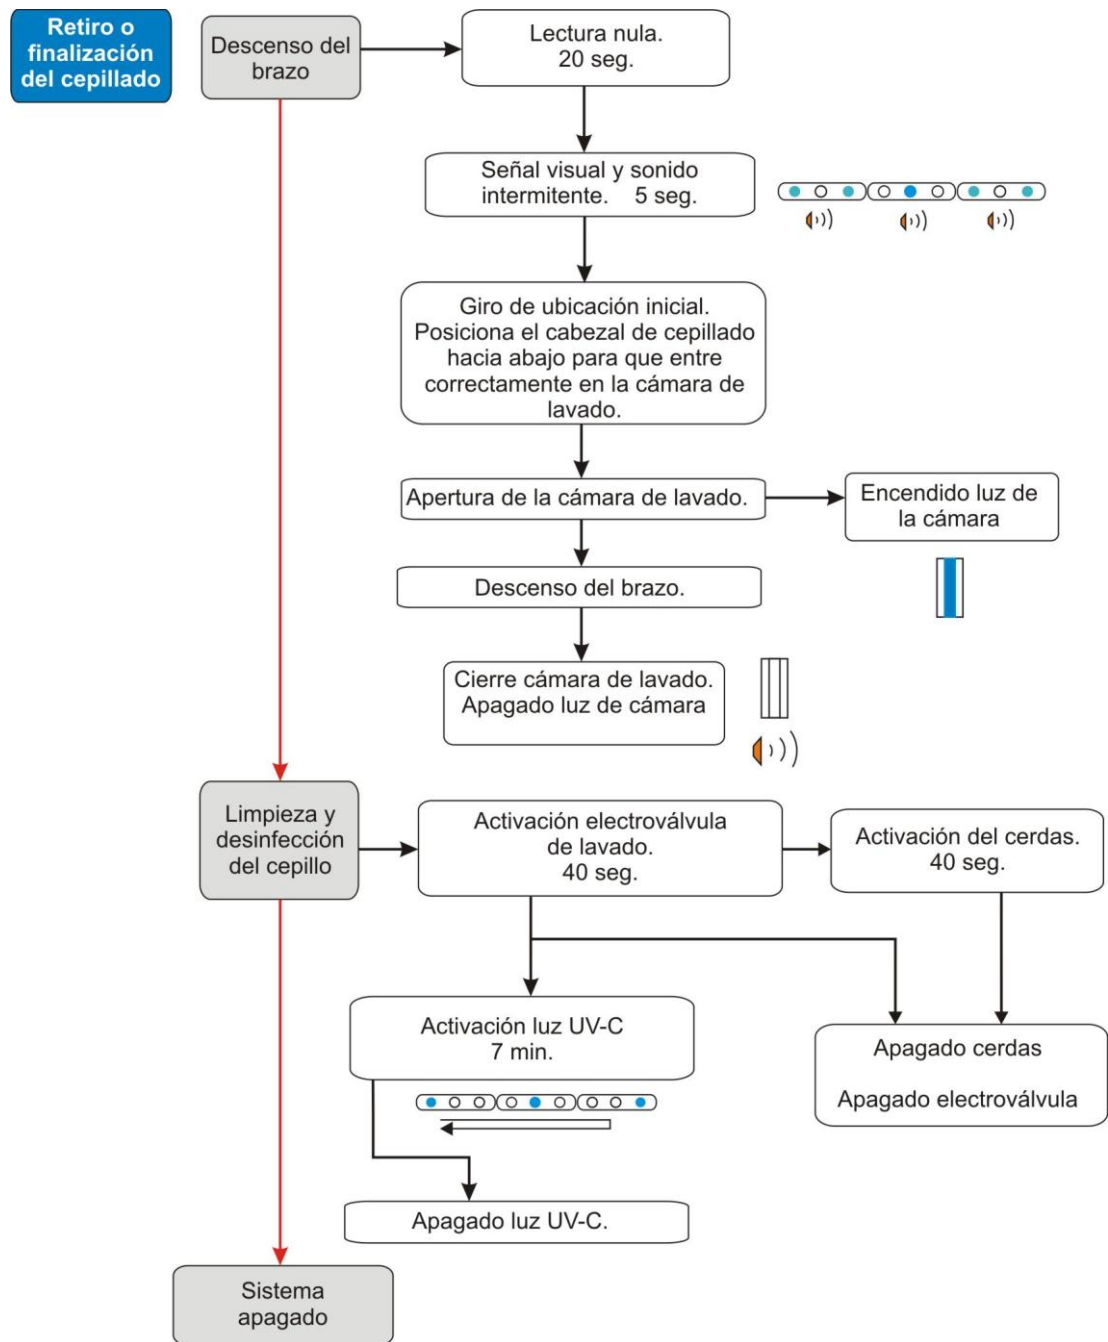 Retiro o
finalización
del cepillado
Descenso del
brazo
Lectura nula.
20 seg.
Señal visual y sonido
intermitente. 5 seg.
Giro de ubicación inicial.
Posiciona el cabezal de cepillado
hacia abajo para que entre
correctamente en la cámara de
lavado.
Apertura de la cámara de lavado.
Encendido luz de
la cámara
Descenso del brazo.
Cierre cámara de lavado.
Apagado luz de cámara
Limpieza y
desinfección
del cepillo
Activación electroválvula
de lavado.
40 seg.
Activación del cerdas.
40 seg.
Activación luz UV-C
7 min.
Apagado cerdas
Apagado electroválvula
Apagado luz UV-C.
Sistema
apagado